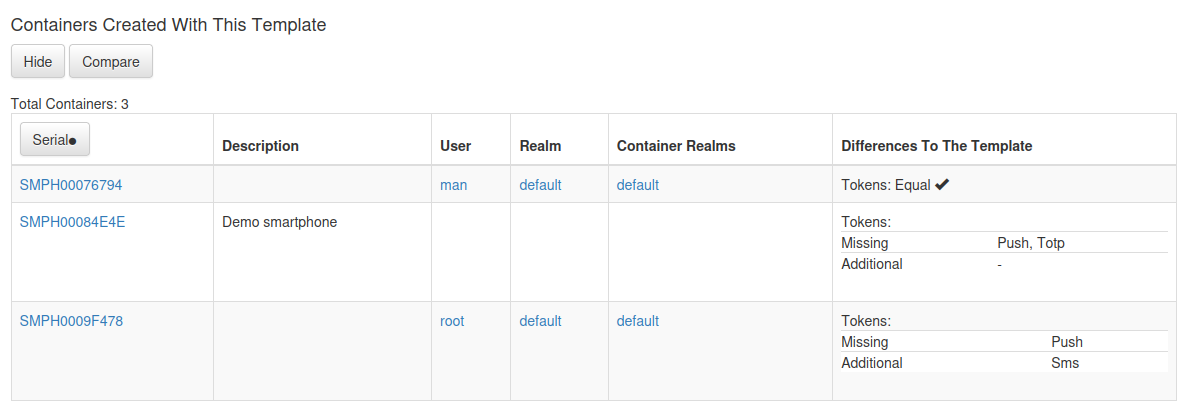 Containers Created With This Template
Hide Compare
Total Containers: 3
Serial● Description User Realm Container Realms Differences To The Template
SMPH00076794 man default default Tokens: Equal ✔
SMPH00084E4E Demo smartphone Tokens:
Missing Push, Totp
Additional -
SMPH0009F478 root default default Tokens:
Missing Push
Additional Sms